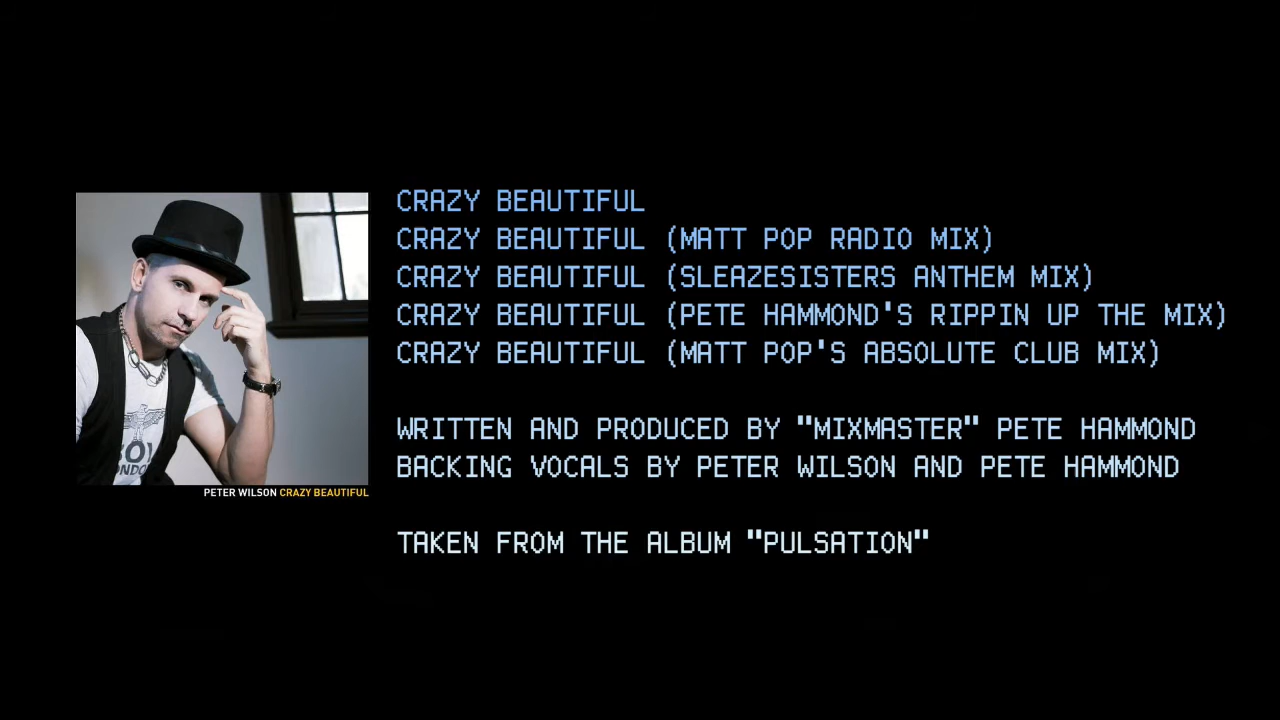 CRAZY BEAUTIFUL
CRAZY BEAUTIFUL (MATT POP RADIO MIX)
CRAZY BEAUTIFUL (SLEAZESISTERS ANTHEM MIX)
CRAZY BEAUTIFUL (PETE HAMMOND'S RIPPIN UP THE MIX)
CRAZY BEAUTIFUL (MATT POP'S ABSOLUTE CLUB MIX)
WRITTEN AND PRODUCED BY "MIXMASTER" PETE HAMMOND
BACKING VOCALS BY PETER WILSON AND PETE HAMMOND
TAKEN FROM THE ALBUM "PULSATION"
BOY
LONDON
PETER WILSON CRAZY BEAUTIFUL